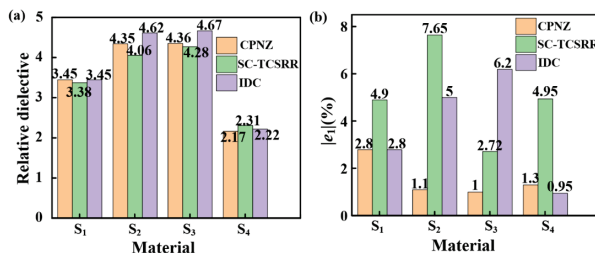 (a)
CPNZ
SC-TCSRR
IDC
Relative dielective
5
4
3
2
1
0
3.45
3.38
3.45
4.35
4.06
4.62
4.36
4.28
4.67
2.17
2.31
2.22
S₁ S₂ S₃ S₄
Material
(b)
CPNZ
SC-TCSRR
IDC
|e₁|(%)
8
6
4
2
0
2.8
4.9
2.8
1.1
7.65
5
1
2.72
6.2
1.3
4.95
0.95
S₁ S₂ S₃ S₄
Material